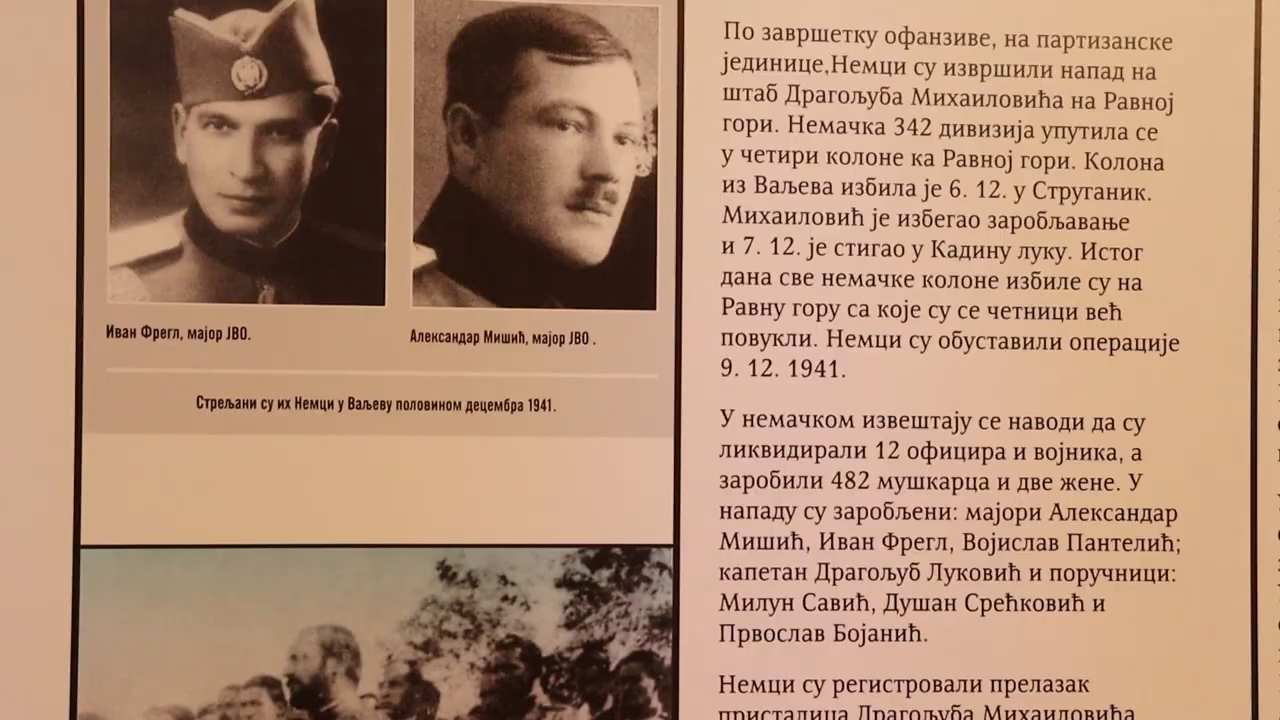 Иван Фрегл, мајор ЈВО.
Александар Мишић, мајор ЈВО .
Стрељани су их Немци у Ваљеву половином децембра 1941.
По завршетку офанзиве, на партизанске
јединице,Немци су извршили напад на
штаб Драгољуба Михаиловића на Равној
гори. Немачка 342 дивизија упутила се
у четири колоне ка Равној гори. Колона
из Ваљева избила је 6. 12. у Струганик.
Михаиловић је избегао заробљавање
и 7. 12. је стигао у Кадину луку. Истог
дана све немачке колоне избиле су на
Равну гору са које су се четници већ
повукли. Немци су обуставили операције
9. 12. 1941.
У немачком извештају се наводи да су
ликвидирали 12 официра и војника, а
заробили 482 мушкарца и две жене. У
нападу су заробљени: мајори Александар
Мишић, Иван Фрегл, Војислав Пантелић;
капетан Драгољуб Луковић и поручници:
Милун Савић, Душан Срећковић и
Првослав Бојанић.
Немци су регистровали прелазак
присталица Драгољуба Михаиловића